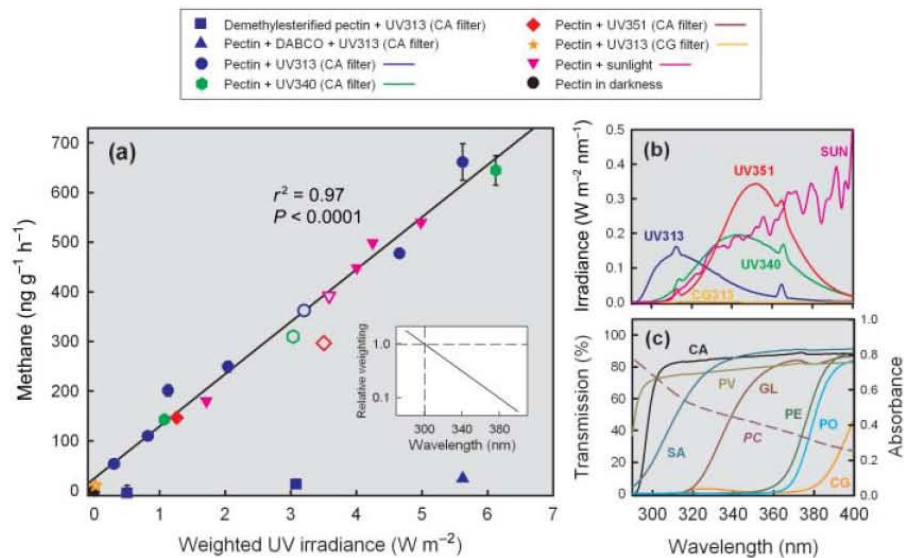 Demethylesterified pectin + UV313 (CA filter)
Pectin + DABCO + UV313 (CA filter)
Pectin + UV313 (CA filter)
Pectin + UV340 (CA filter)
Pectin + UV351 (CA filter)
Pectin + UV313 (CG filter)
Pectin + sunlight
Pectin in darkness
(a)
r² = 0.97
P < 0.0001
Methane (ng g⁻¹ h⁻¹)
700
600
500
400
300
200
100
0
0 1 2 3 4 5 6 7
Weighted UV irradiance (W m⁻²)
Relative weighting
1.0
0.1
300 340 380
Wavelength (nm)
(b)
Irradiance (W m⁻² nm⁻¹)
0.5
0.4
0.3
0.2
0.1
0.0
SUN
UV351
UV313
UV340
CG313
(c)
Transmission (%)
100
80
60
40
20
0
Absorbance
1.0
0.8
0.6
0.4
0.2
0.0
CA
PV
GL
SA
PC
PE
PO
CG
300 320 340 360 380 400
Wavelength (nm)